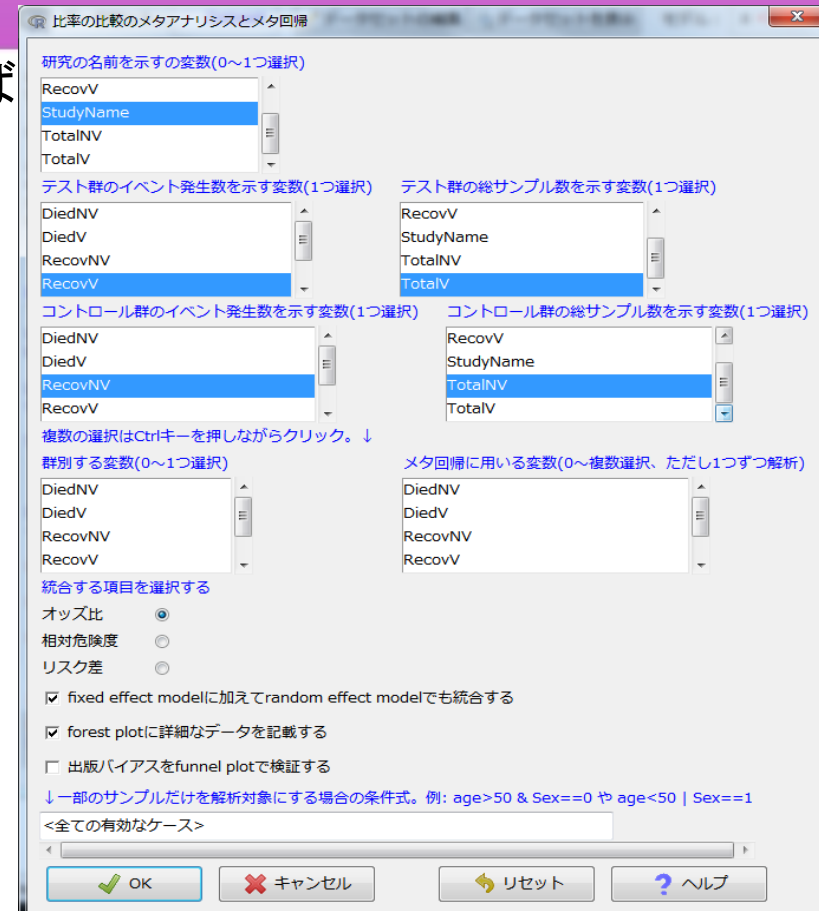 比率の比較のメタアナリシスとメタ回帰
ば
研究の名前を示すの変数(0~1つ選択)
RecovV
StudyName
TotalNV
TotalV
テスト群のイベント発生数を示す変数(1つ選択)
DiedNV
DiedV
RecovNV
RecovV
テスト群の総サンプル数を示す変数(1つ選択)
RecovV
StudyName
TotalNV
TotalV
コントロール群のイベント発生数を示す変数(1つ選択)
DiedNV
DiedV
RecovNV
RecovV
コントロール群の総サンプル数を示す変数(1つ選択)
RecovV
StudyName
TotalNV
TotalV
複数の選択はCtrlキーを押しながらクリック。↓
群別する変数(0~1つ選択)
DiedNV
DiedV
RecovNV
RecovV
メタ回帰に用いる変数(0~複数選択、ただし1つずつ解析)
DiedNV
DiedV
RecovNV
RecovV
統合する項目を選択する
オッズ比
相対危険度
リスク差
fixed effect modelに加えてrandom effect modelでも統合する
forest plotに詳細なデータを記載する
出版バイアスをfunnel plotで検証する
↓一部のサンプルだけを解析対象にする場合の条件式。例: age>50 & Sex==0 や age<50 | Sex==1
<全ての有効なケース>
OK
キャンセル
リセット
ヘルプ